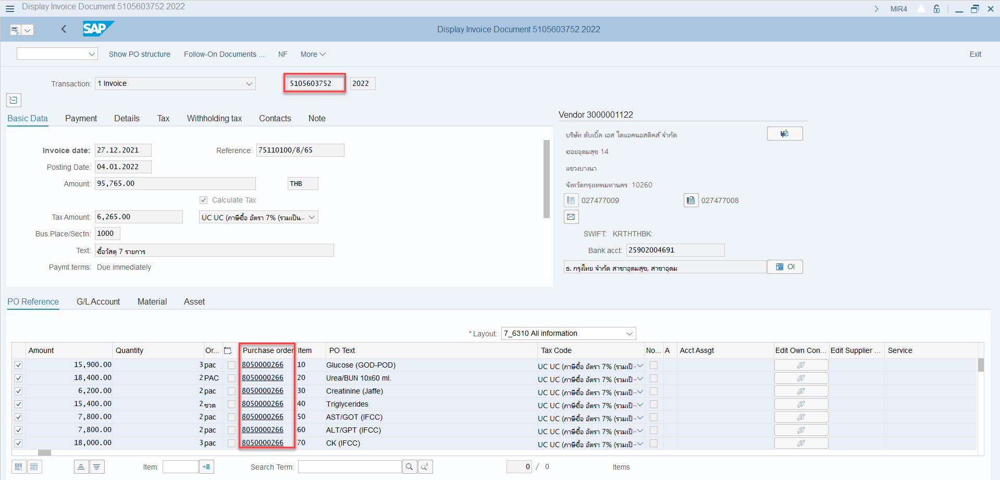 Display Invoice Document 5105603752 2022
MIR4
SAP
Display Invoice Document 5105603752 2022
Show PO structure
Follow-On Documents ...
NF
More
Exit
Transaction: 1 Invoice 5105603752 2022
Basic Data Payment Details Tax Withholding tax Contacts Note
Invoice date: 27.12.2021 Reference: 75110100/8/65
Posting Date: 04.01.2022
Amount: 95,765.00 THB
Calculate Tax
Tax Amount: 6,265.00 UC UC (ภาษีซื้อ อัตรา 7% (รวมเป็น...
Bus.Place/Sectn: 1000
Text: ซื้อวัสดุ 7 รายการ
Paymt terms: Due immediately
Vendor 3000001122
บริษัท ดับเบิ้ล เอส ไดแอคนอสติคส์ จำกัด
ซอยอุดมสุข 14
แขวงบางนา
จังหวัดกรุงเทพมหานคร 10260
027477009 027477008
SWIFT: KRTHTHBK:
Bank acct: 25902004691
ธ. กรุงไทย จำกัด สาขาอุดมสุข, สาขาอุดม OI
PO Reference G/L Account Material Asset
* Layout: 7_6310 All information
Amount Quantity Or... Purchase order Item PO Text Tax Code No... A Acct Assgt Edit Own Con... Edit Supplier ... Service
15,900.00 3 pac 8050000266 10 Glucose (GOD-POD) UC UC (ภาษีซื้อ อัตรา 7% (รวมเป็...
18,400.00 2 PAC 8050000266 20 Urea/BUN 10x60 ml. UC UC (ภาษีซื้อ อัตรา 7% (รวมเป็...
6,200.00 2 pac 8050000266 30 Creatinine (Jaffe) UC UC (ภาษีซื้อ อัตรา 7% (รวมเป็...
15,400.00 2 ขวด 8050000266 40 Triglycerides UC UC (ภาษีซื้อ อัตรา 7% (รวมเป็...
7,800.00 2 pac 8050000266 50 AST/GOT (IFCC) UC UC (ภาษีซื้อ อัตรา 7% (รวมเป็...
7,800.00 2 pac 8050000266 60 ALT/GPT (IFCC) UC UC (ภาษีซื้อ อัตรา 7% (รวมเป็...
18,000.00 3 pac 8050000266 70 CK (IFCC) UC UC (ภาษีซื้อ อัตรา 7% (รวมเป็...
Item: Search Term: 0 / 0 Items